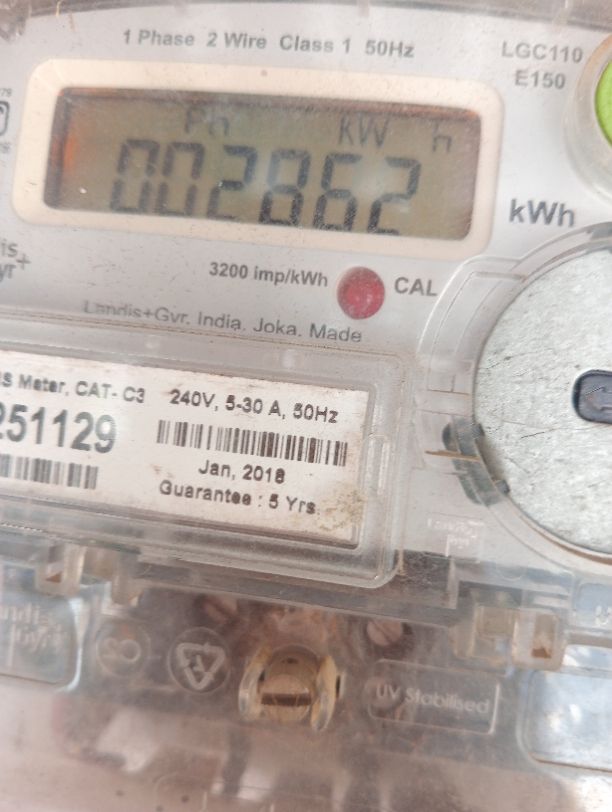 1 Phase 2 Wire Class 1 50Hz
LGC110
E150
Ph kW h
002862
kWh
3200 imp/kWh
CAL
Landis+Gyr. India. Joka. Made
S Meter, CAT- C3
251129
240V, 5-30 A, 50Hz
Jan, 2018
Guarantee : 5 Yrs.
UV Stabilised